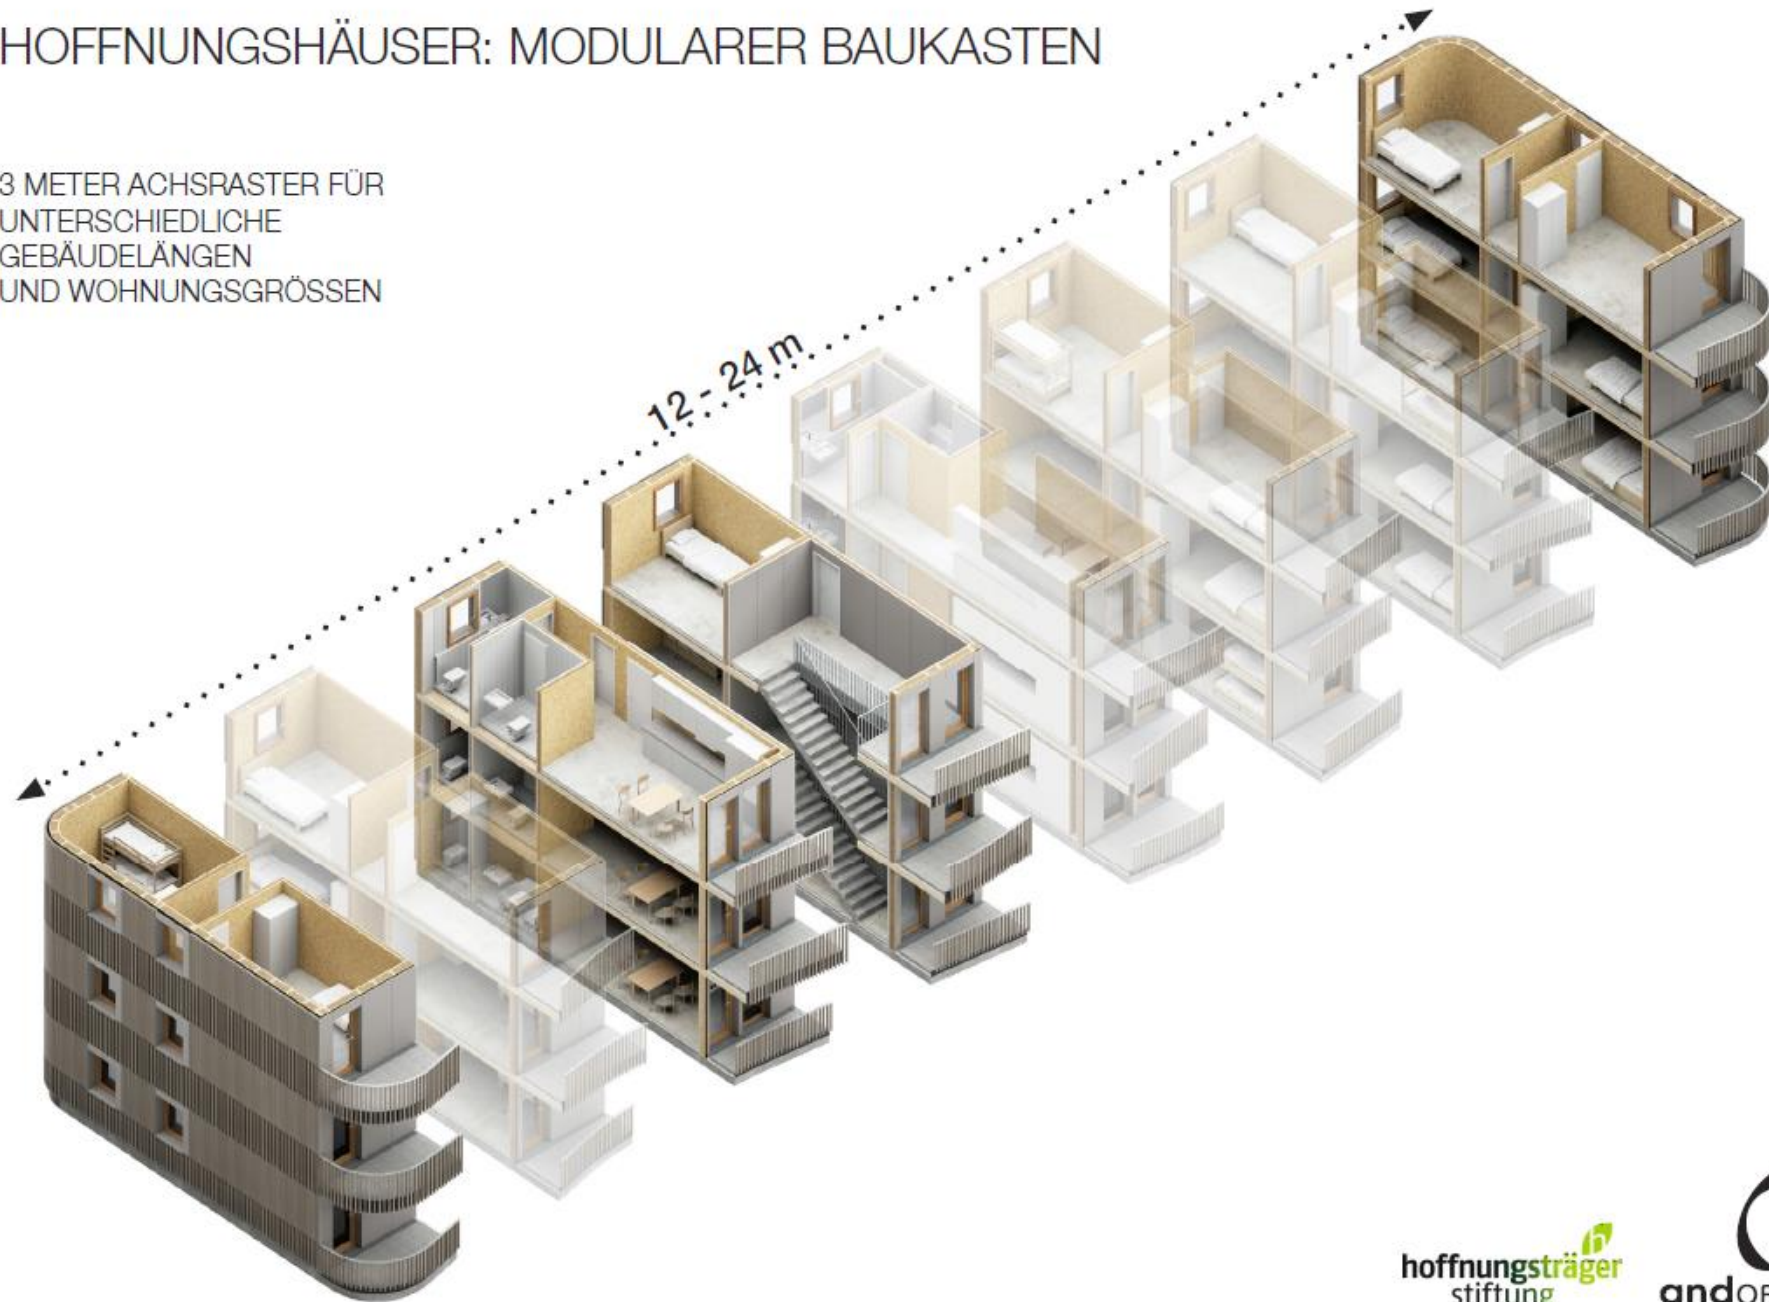 HOFFNUNGSHÄUSER: MODULARER BAUKASTEN
3 METER ACHSRASTER FÜR
UNTERSCHIEDLICHE
GEBÄUDELÄNGEN
UND WOHNUNGSGRÖSSEN
12 - 24 m
hoffnungsträger
stiftung